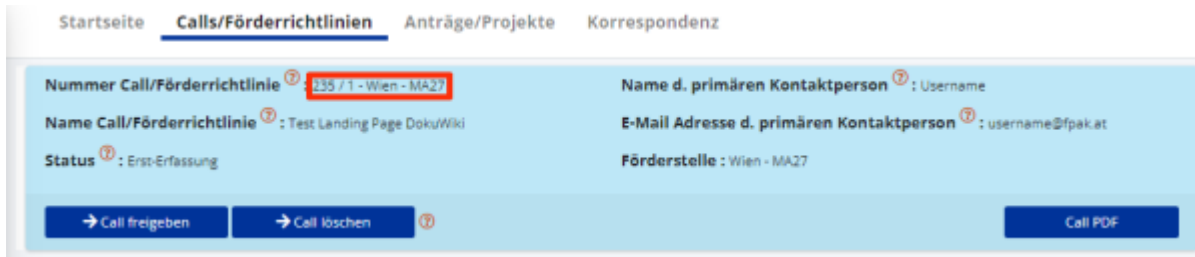 Startseite Calls/Förderrichtlinien Anträge/Projekte Korrespondenz
Nummer Call/Förderrichtlinie ? : 235 / 1 - Wien - MA27
Name d. primären Kontaktperson ? : Username
Name Call/Förderrichtlinie ? : Test Landing Page DokuWiki
E-Mail Adresse d. primären Kontaktperson ? : username@fpak.at
Status ? : Erst-Erfassung
Förderstelle : Wien - MA27
→ Call freigeben → Call löschen ? Call PDF